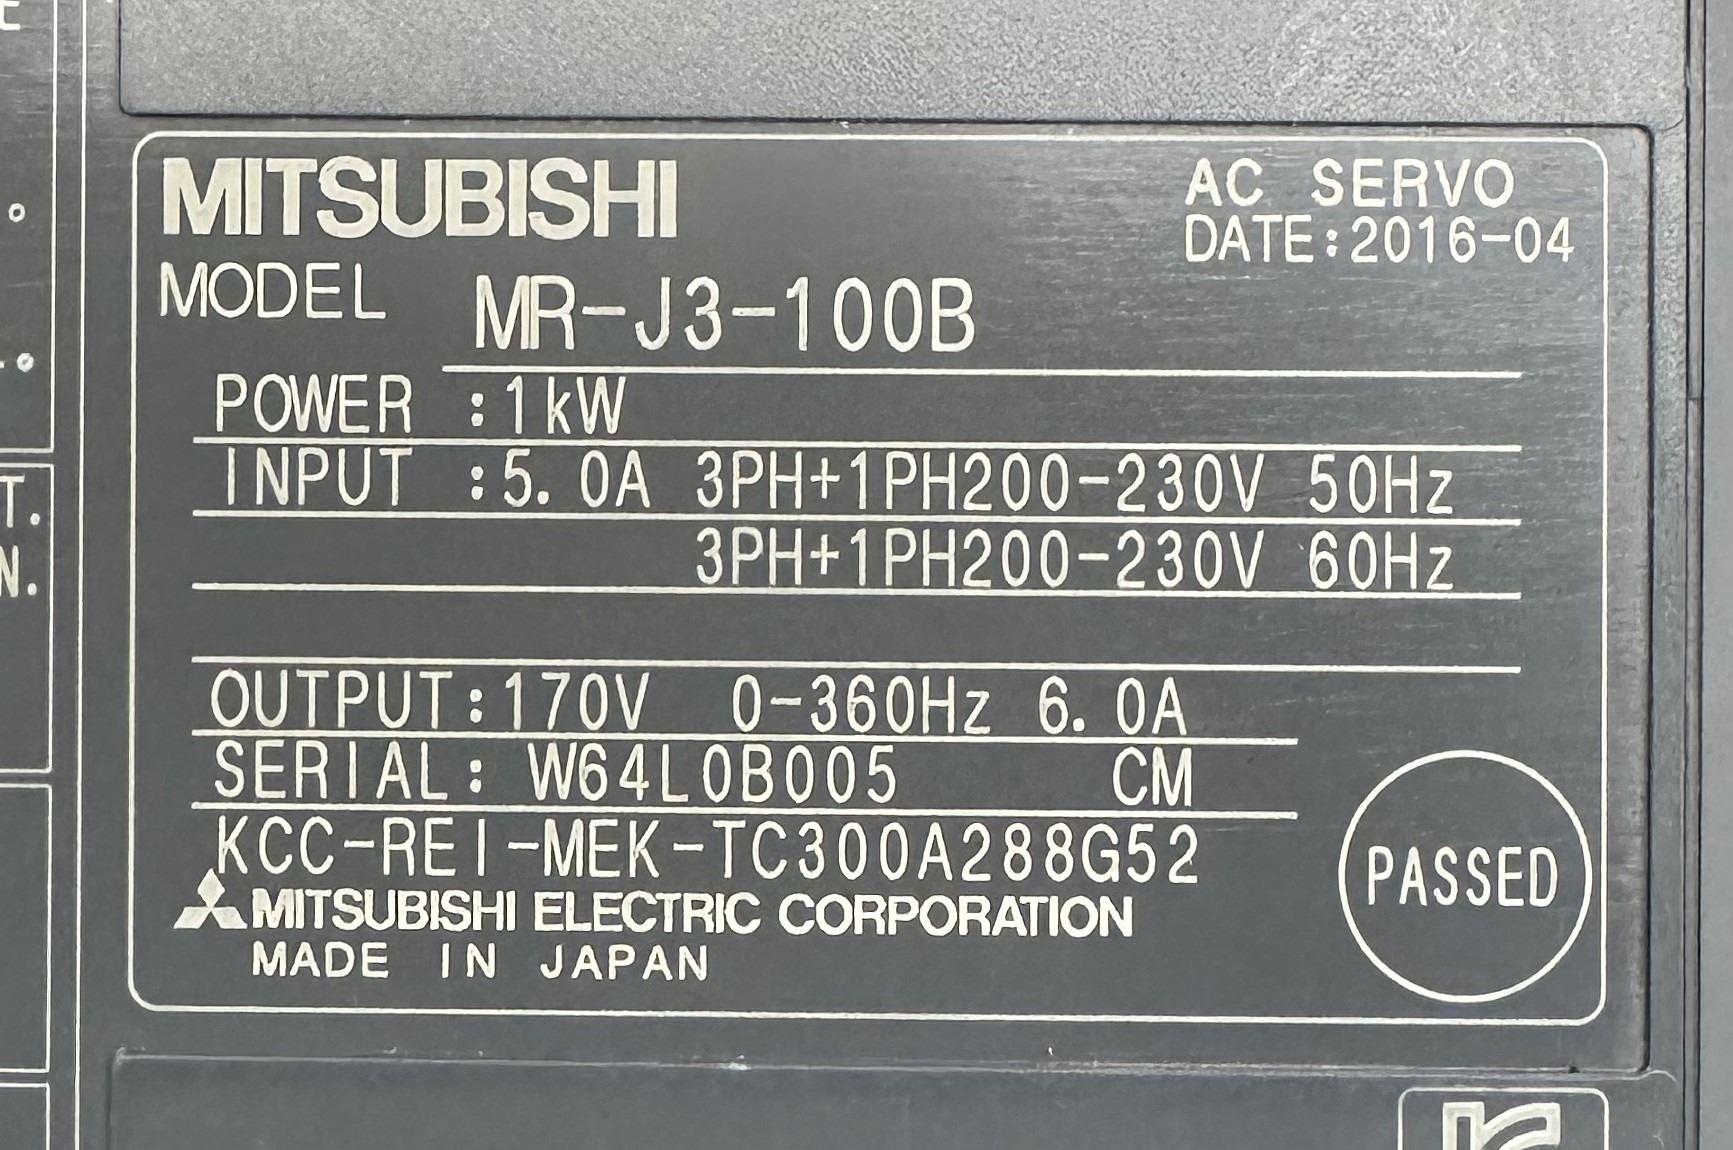 E
MITSUBISHI
AC SERVO
DATE:2016-04
MODEL MR-J3-100B
POWER :1kW
INPUT :5.0A 3PH+1PH200-230V 50Hz
3PH+1PH200-230V 60Hz
T.
N.
OUTPUT:170V 0-360Hz 6.0A
SERIAL: W64L0B005 CM
KCC-REI-MEK-TC300A288G52
PASSED
MITSUBISHI ELECTRIC CORPORATION
MADE IN JAPAN